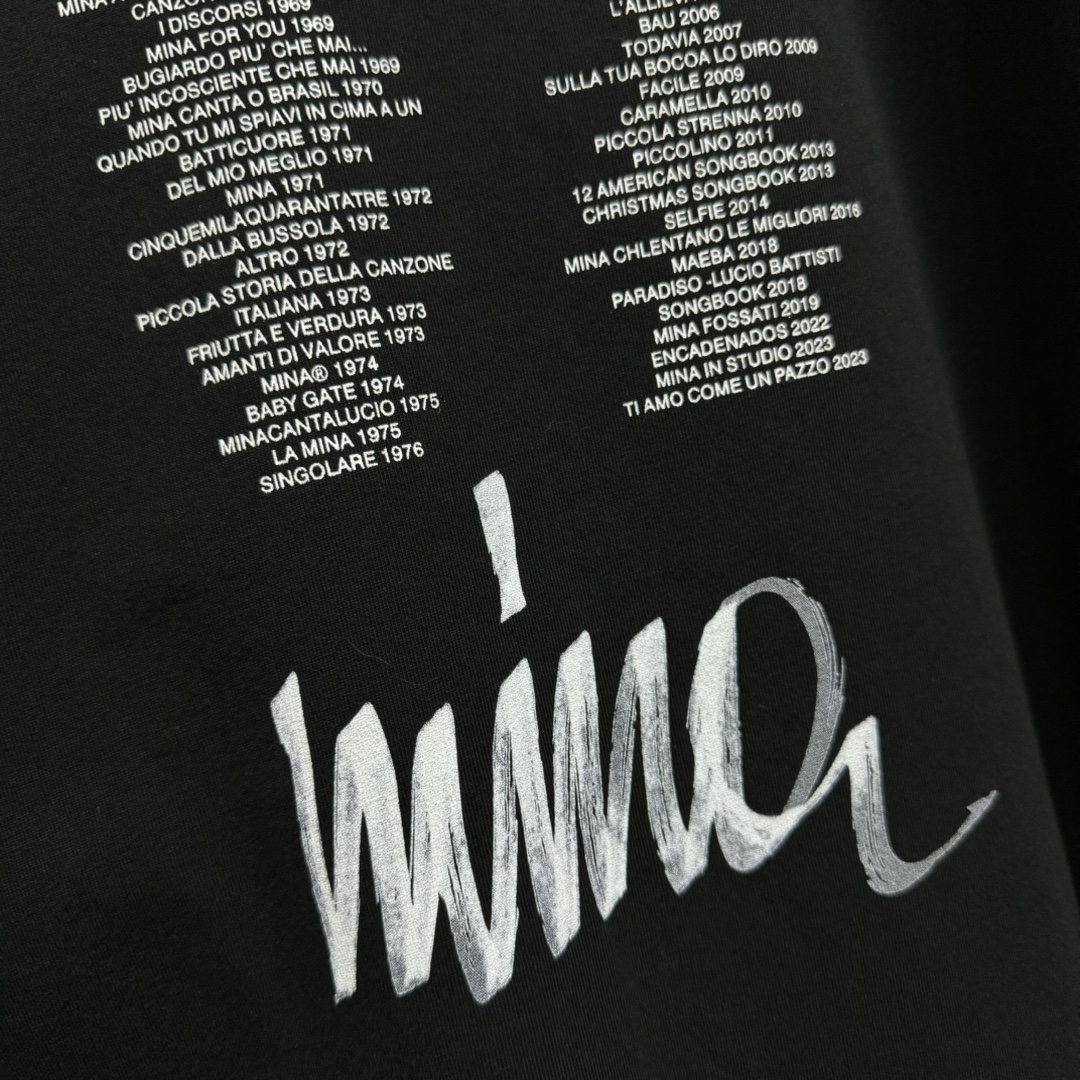 CANZON
I DISCORSI 1969
MINA FOR YOU 1969
BUGIARDO PIU' CHE MAI...
PIU' INCOSCIENTE CHE MAI 1969
MINA CANTA O BRASIL 1970
QUANDO TU MI SPIAVI IN CIMA A UN
BATTICUORE 1971
DEL MIO MEGLIO 1971
MINA 1971
CINQUEMILAQUARANTATRE 1972
DALLA BUSSOLA 1972
ALTRO 1972
PICCOLA STORIA DELLA CANZONE
ITALIANA 1973
FRIUTTA E VERDURA 1973
AMANTI DI VALORE 1973
MINA® 1974
BABY GATE 1974
MINACANTALUCIO 1975
LA MINA 1975
SINGOLARE 1976
L'ALLIEVA
BAU 2006
TODAVIA 2007
SULLA TUA BOCOA LO DIRO 2009
FACILE 2009
CARAMELLA 2010
PICCOLA STRENNA 2010
PICCOLINO 2011
12 AMERICAN SONGBOOK 2013
CHRISTMAS SONGBOOK 2013
SELFIE 2014
MINA CHLENTANO LE MIGLIORI 2016
MAEBA 2018
PARADISO -LUCIO BATTISTI
SONGBOOK 2018
MINA FOSSATI 2019
ENCADENADOS 2022
MINA IN STUDIO 2023
TI AMO COME UN PAZZO 2023
mina